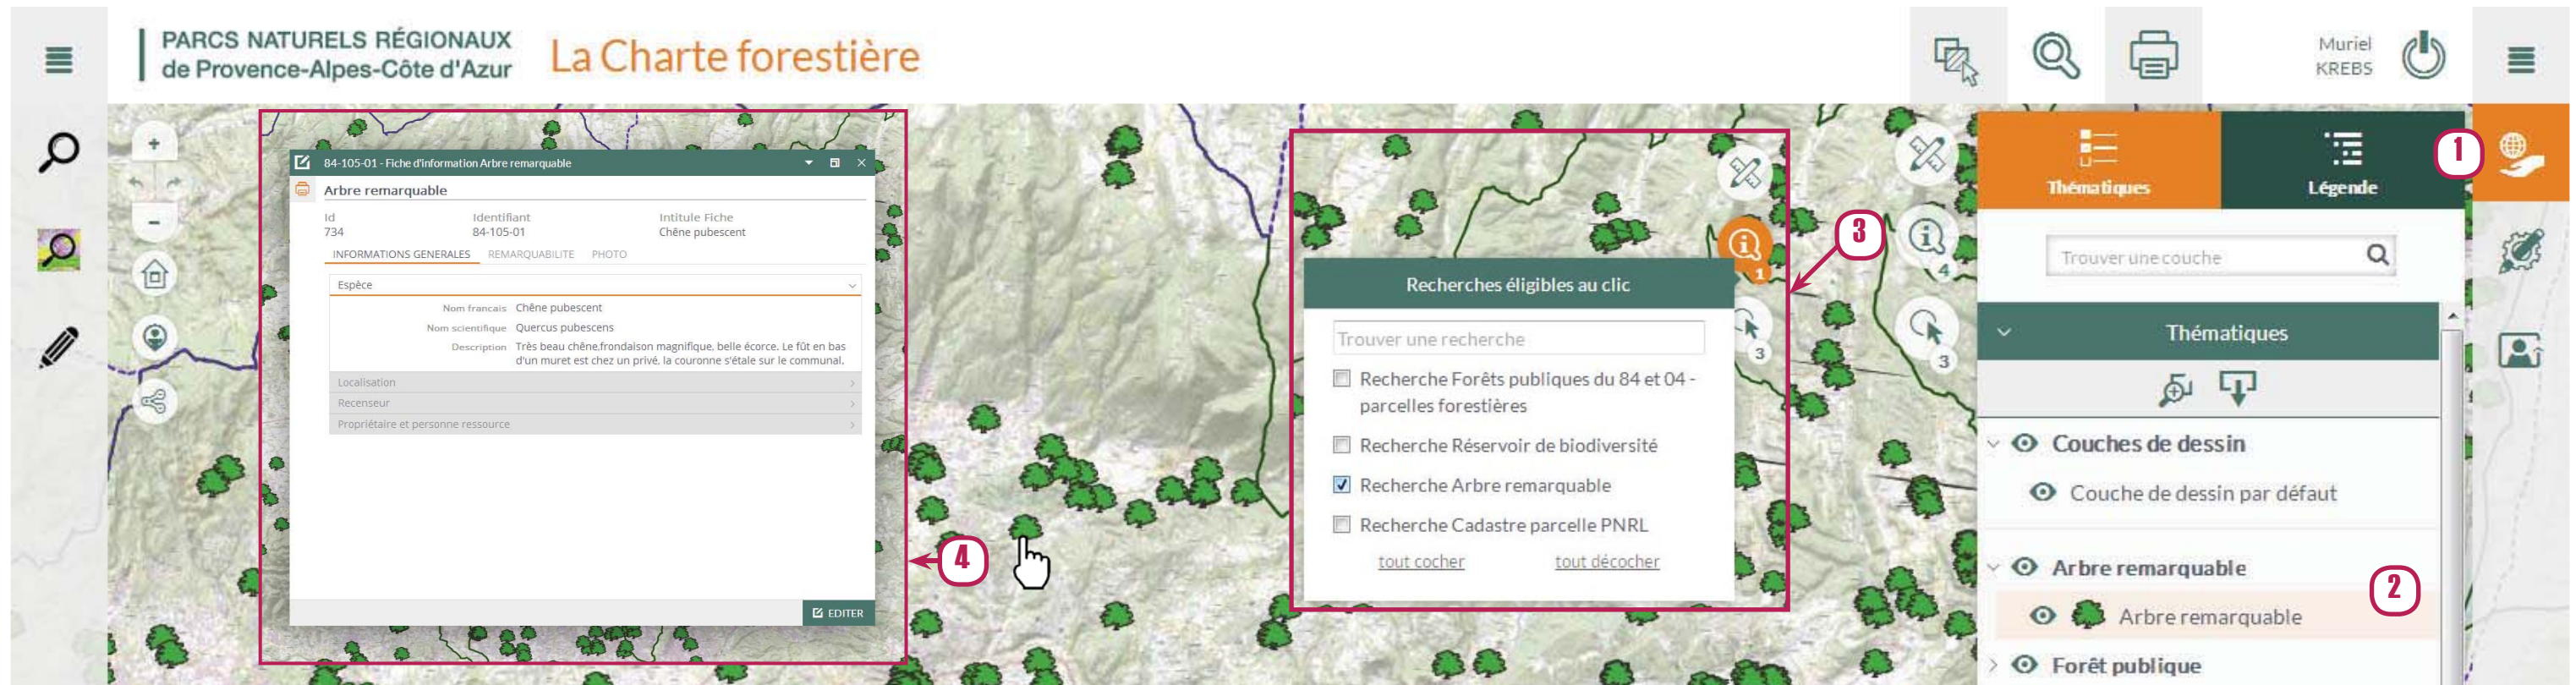 PARCS NATURELS RÉGIONAUX
de Provence-Alpes-Côte d'Azur
La Charte forestière
Muriel
KREBS
84-105-01 - Fiche d'information Arbre remarquable
Arbre remarquable
Id
Identifiant
Intitule Fiche
734
84-105-01
Chêne pubescent
INFORMATIONS GENERALES
REMARQUABILITE
PHOTO
Espèce
Nom francais Chêne pubescent
Nom scientifique Quercus pubescens
Description Très beau chêne,frondaison magnifique, belle écorce. Le fût en bas
d'un muret est chez un privé, la couronne s'étale sur le communal.
Localisation
Recenseur
Propriétaire et personne ressource
EDITER
4
1
Recherches éligibles au clic
Trouver une recherche
3
Recherche Forêts publiques du 84 et 04 -
parcelles forestières
Recherche Réservoir de biodiversité
Recherche Arbre remarquable
Recherche Cadastre parcelle PNRL
tout cocher
tout décocher
3
4
3
Thématiques
Légende
1
Trouver une couche
Thématiques
Couches de dessin
Couche de dessin par défaut
Arbre remarquable
2
Arbre remarquable
Forêt publique